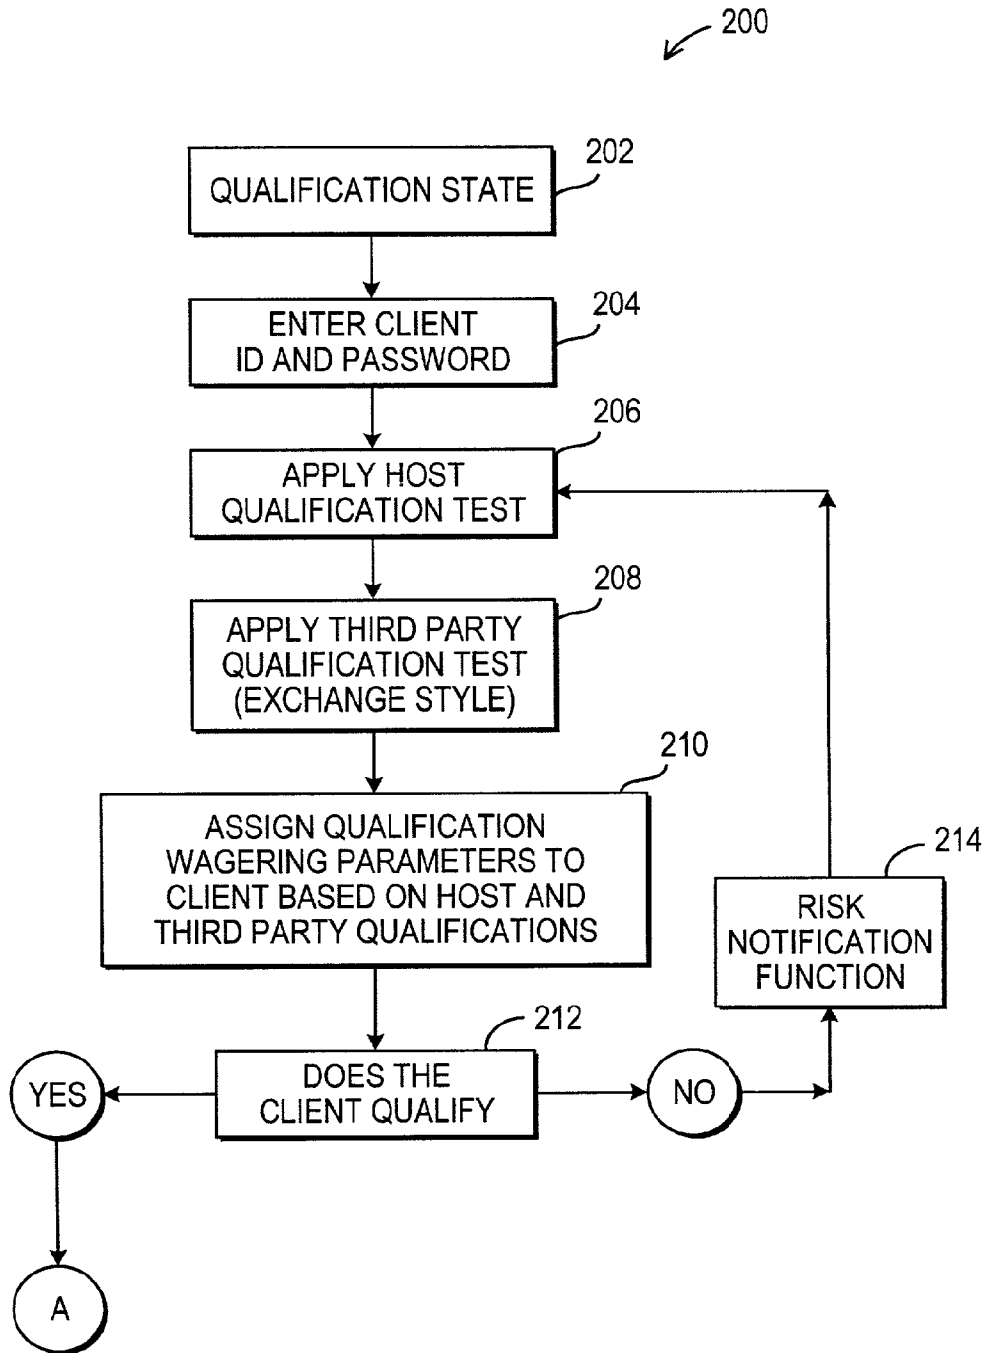 200
202
QUALIFICATION STATE
204
ENTER CLIENT
ID AND PASSWORD
206
APPLY HOST
QUALIFICATION TEST
208
APPLY THIRD PARTY
QUALIFICATION TEST
(EXCHANGE STYLE)
210
ASSIGN QUALIFICATION
WAGERING PARAMETERS TO
CLIENT BASED ON HOST AND
THIRD PARTY QUALIFICATIONS
214
RISK
NOTIFICATION
FUNCTION
212
DOES THE
CLIENT QUALIFY
YES
NO
A